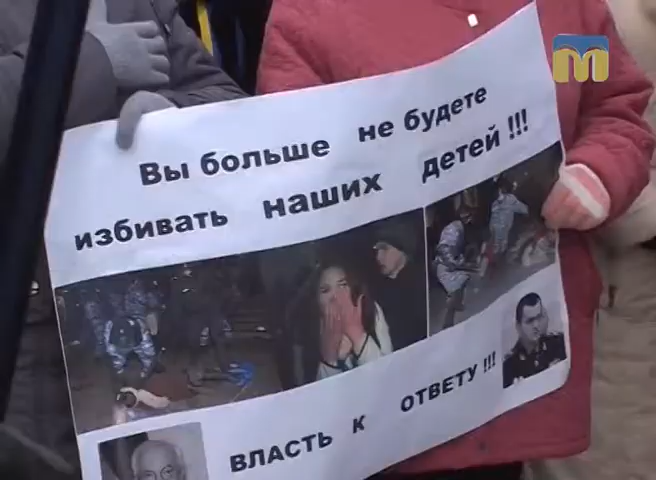 Вы больше не будете
избивать наших детей !!!
ВЛАСТЬ К ОТВЕТУ !!!
M